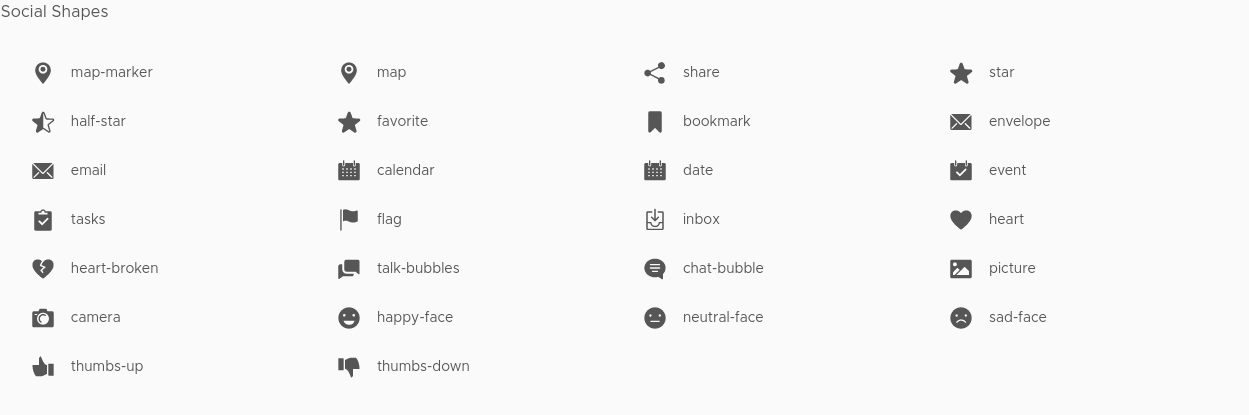 Social Shapes
map-marker map share star
half-star favorite bookmark envelope
email calendar date event
tasks flag inbox heart
heart-broken talk-bubbles chat-bubble picture
camera happy-face neutral-face sad-face
thumbs-up thumbs-down